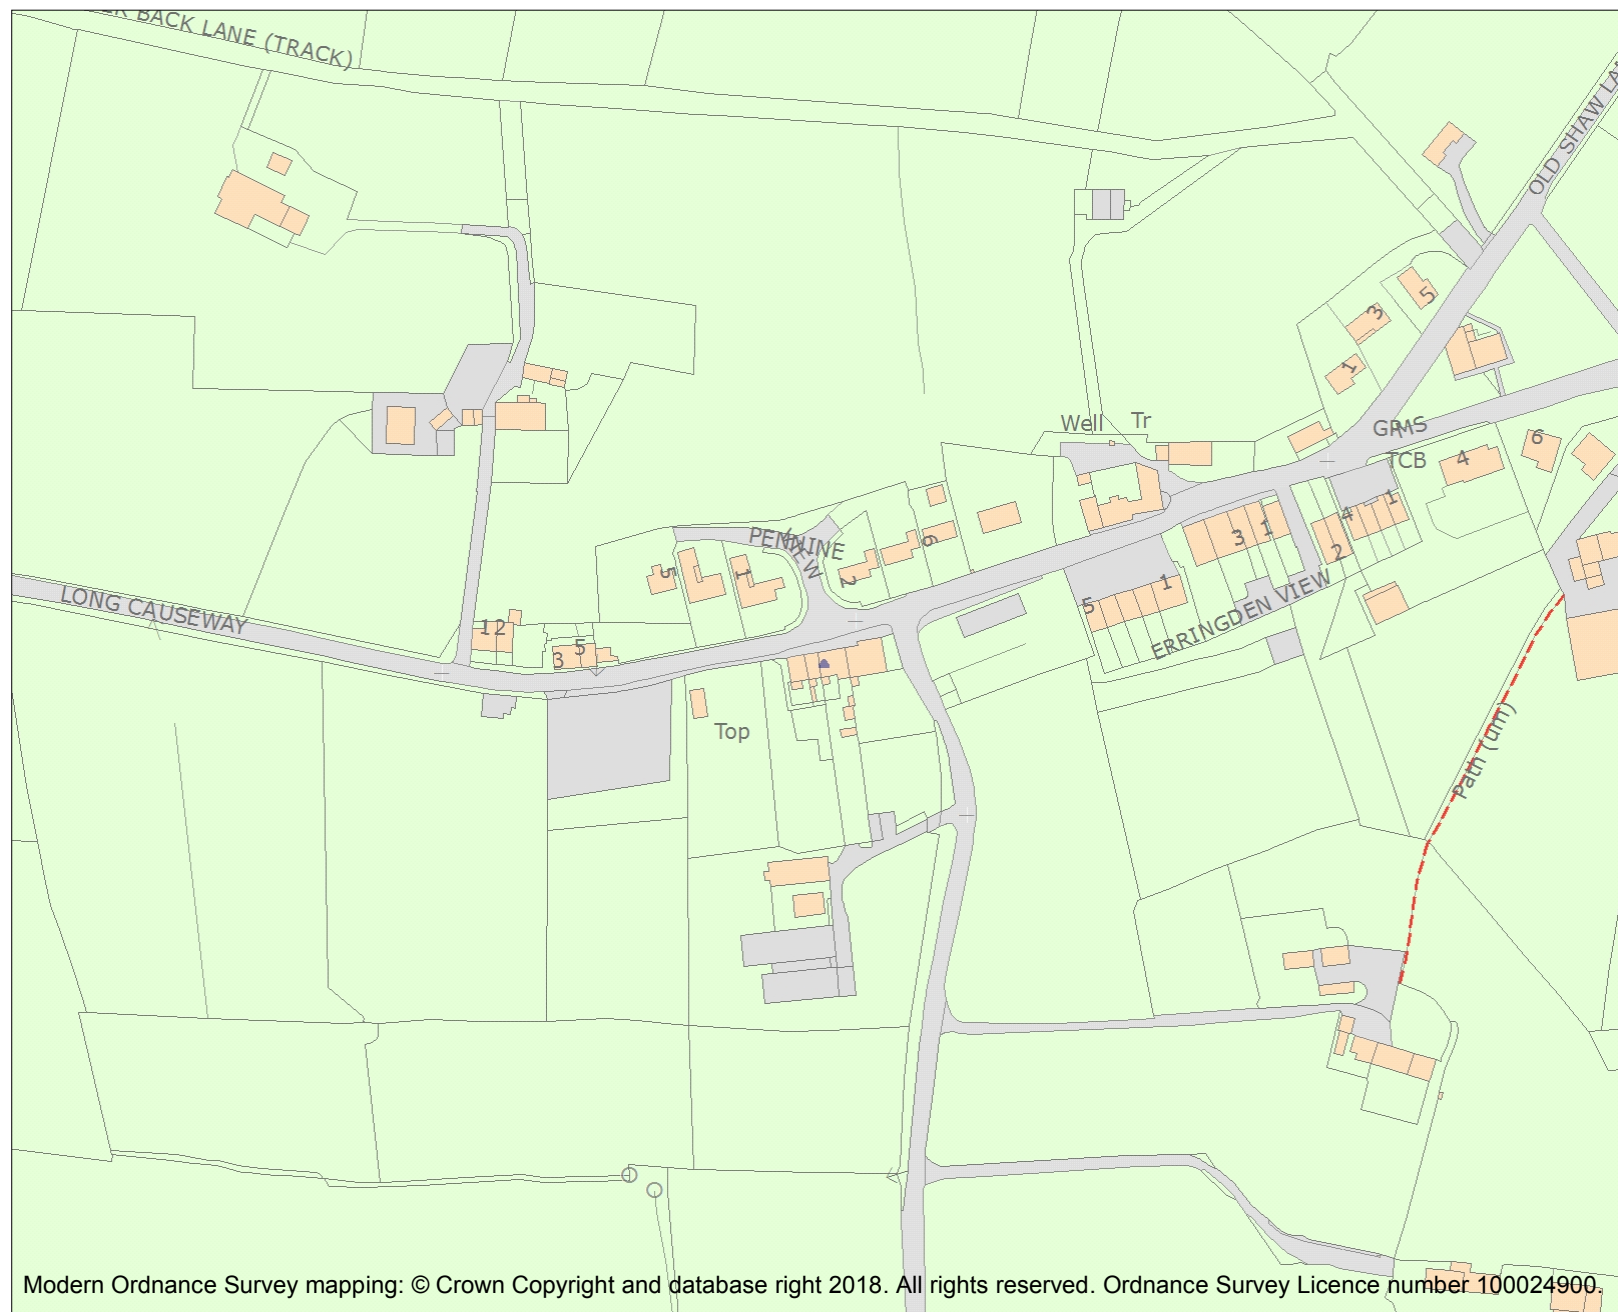 BACK LANE (TRACK)
OLD SHAW
5
3
1
Well
Tr
GP
TCB
6
4
1
4
3
1
2
PENNINE
VIEW
6
5
1
2
1
5
ERRINGDEN VIEW
LONG CAUSEWAY
12
5
3
Top
Path (um)
Modern Ordnance Survey mapping: © Crown Copyright and database right 2018. All rights reserved. Ordnance Survey Licence number 100024900.